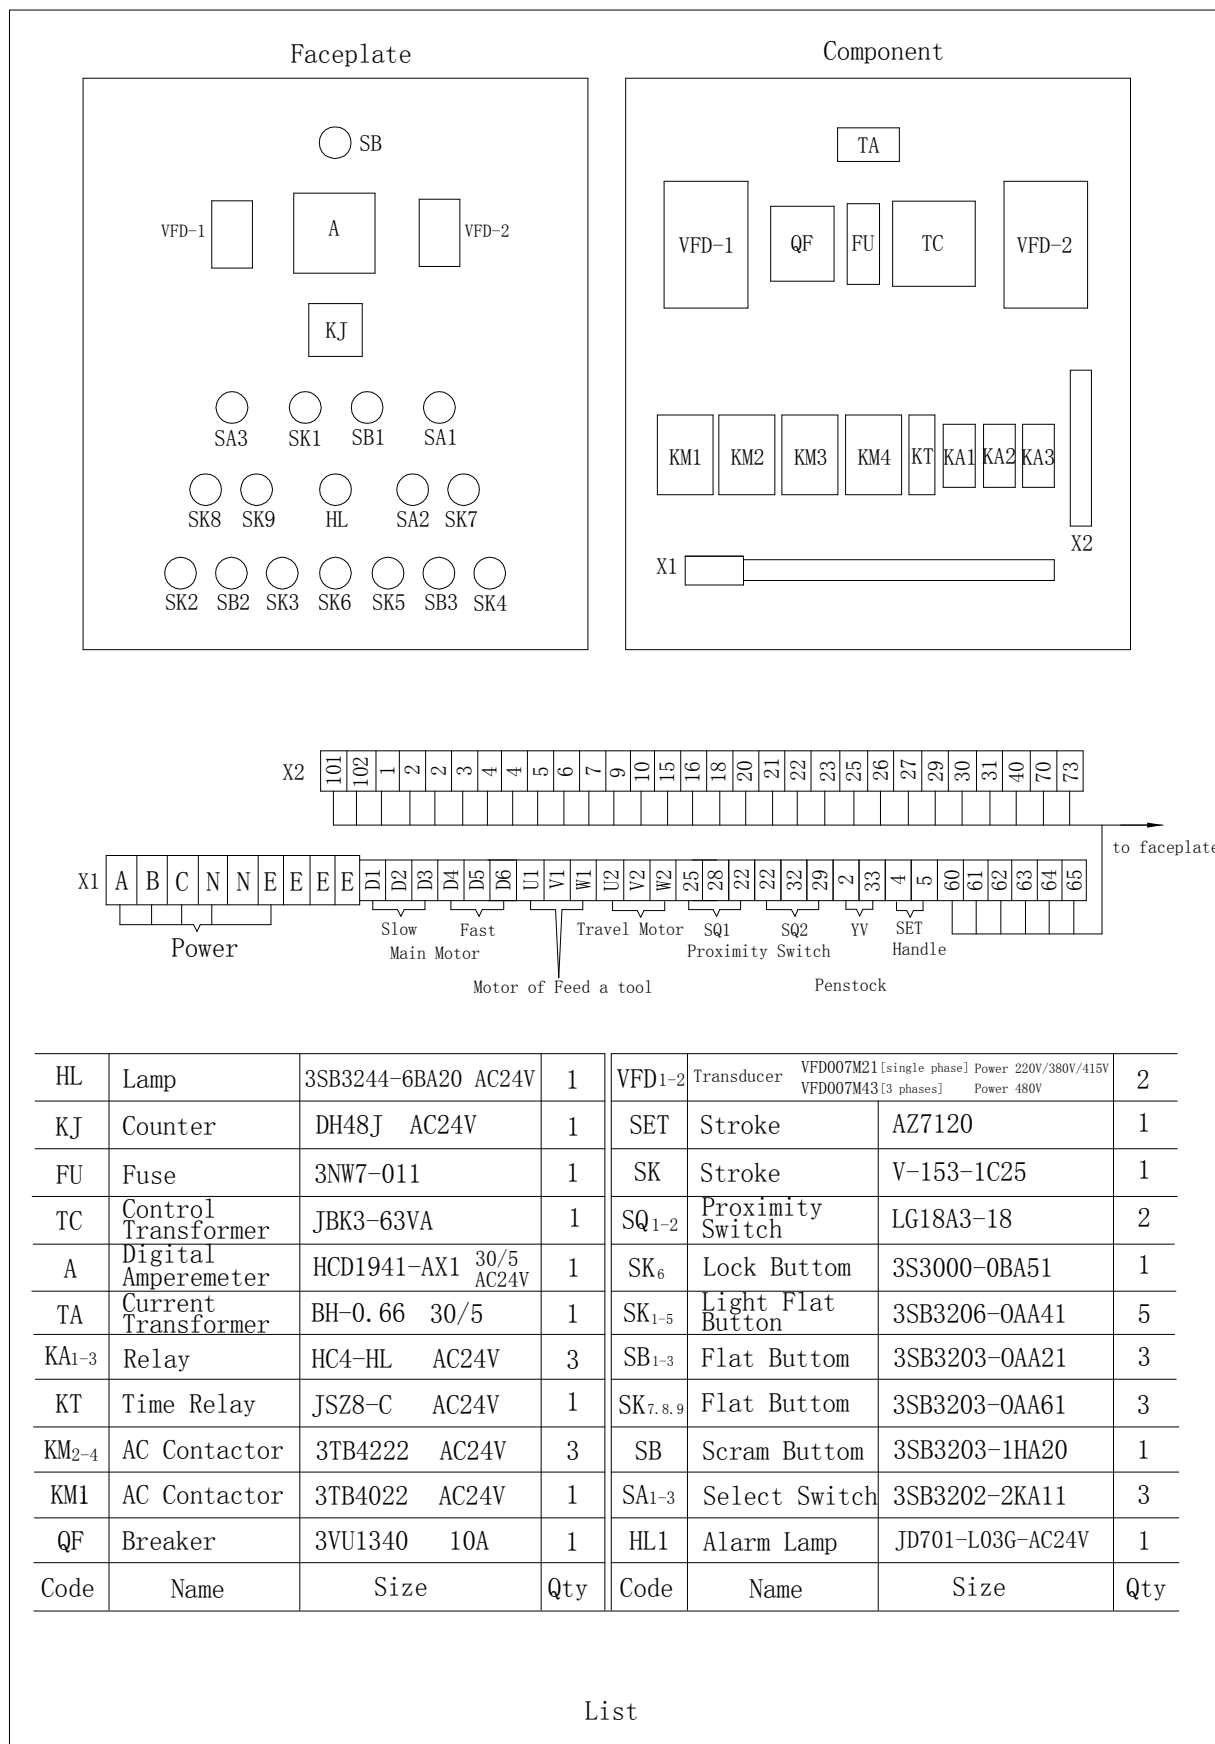 Faceplate
Component
SB
TA
VFD-1 A VFD-2
VFD-1 QF FU TC VFD-2
KJ
SA3 SK1 SB1 SA1
KM1 KM2 KM3 KM4 KT KA1 KA2 KA3
SK8 SK9 HL SA2 SK7
X2
X1
SK2 SB2 SK3 SK6 SK5 SB3 SK4
X2 101 102 1 2 2 3 4 4 5 6 7 9 10 15 16 18 20 21 22 23 25 26 27 29 30 31 40 70 73
to faceplate
X1 A B C N N E E E E D1 D2 D3 D4 D5 D6 U1 V1 W1 U2 V2 W2 25 28 22 22 32 29 2 33 4 5 60 61 62 63 64 65
Power
Slow Fast Travel Motor SQ1 SQ2 YV SET
Main Motor Proximity Switch Handle
Motor of Feed a tool Penstock
HL Lamp 3SB3244-6BA20 AC24V 1 VFD1-2 Transducer VFD007M21[single phase] Power 220V/380V/415V 2
VFD007M43[3 phases] Power 480V
KJ Counter DH48J AC24V 1 SET Stroke AZ7120 1
FU Fuse 3NW7-011 1 SK Stroke V-153-1C25 1
TC Control Transformer JBK3-63VA 1 SQ1-2 Proximity Switch LG18A3-18 2
A Digital Amperemeter HCD1941-AX1 30/5 AC24V 1 SK6 Lock Buttom 3S3000-0BA51 1
TA Current Transformer BH-0.66 30/5 1 SK1-5 Light Flat Button 3SB3206-0AA41 5
KA1-3 Relay HC4-HL AC24V 3 SB1-3 Flat Buttom 3SB3203-0AA21 3
KT Time Relay JSZ8-C AC24V 1 SK7.8.9 Flat Buttom 3SB3203-0AA61 3
KM2-4 AC Contactor 3TB4222 AC24V 3 SB Scram Buttom 3SB3203-1HA20 1
KM1 AC Contactor 3TB4022 AC24V 1 SA1-3 Select Switch 3SB3202-2KA11 3
QF Breaker 3VU1340 10A 1 HL1 Alarm Lamp JD701-L03G-AC24V 1
Code Name Size Qty Code Name Size Qty
List